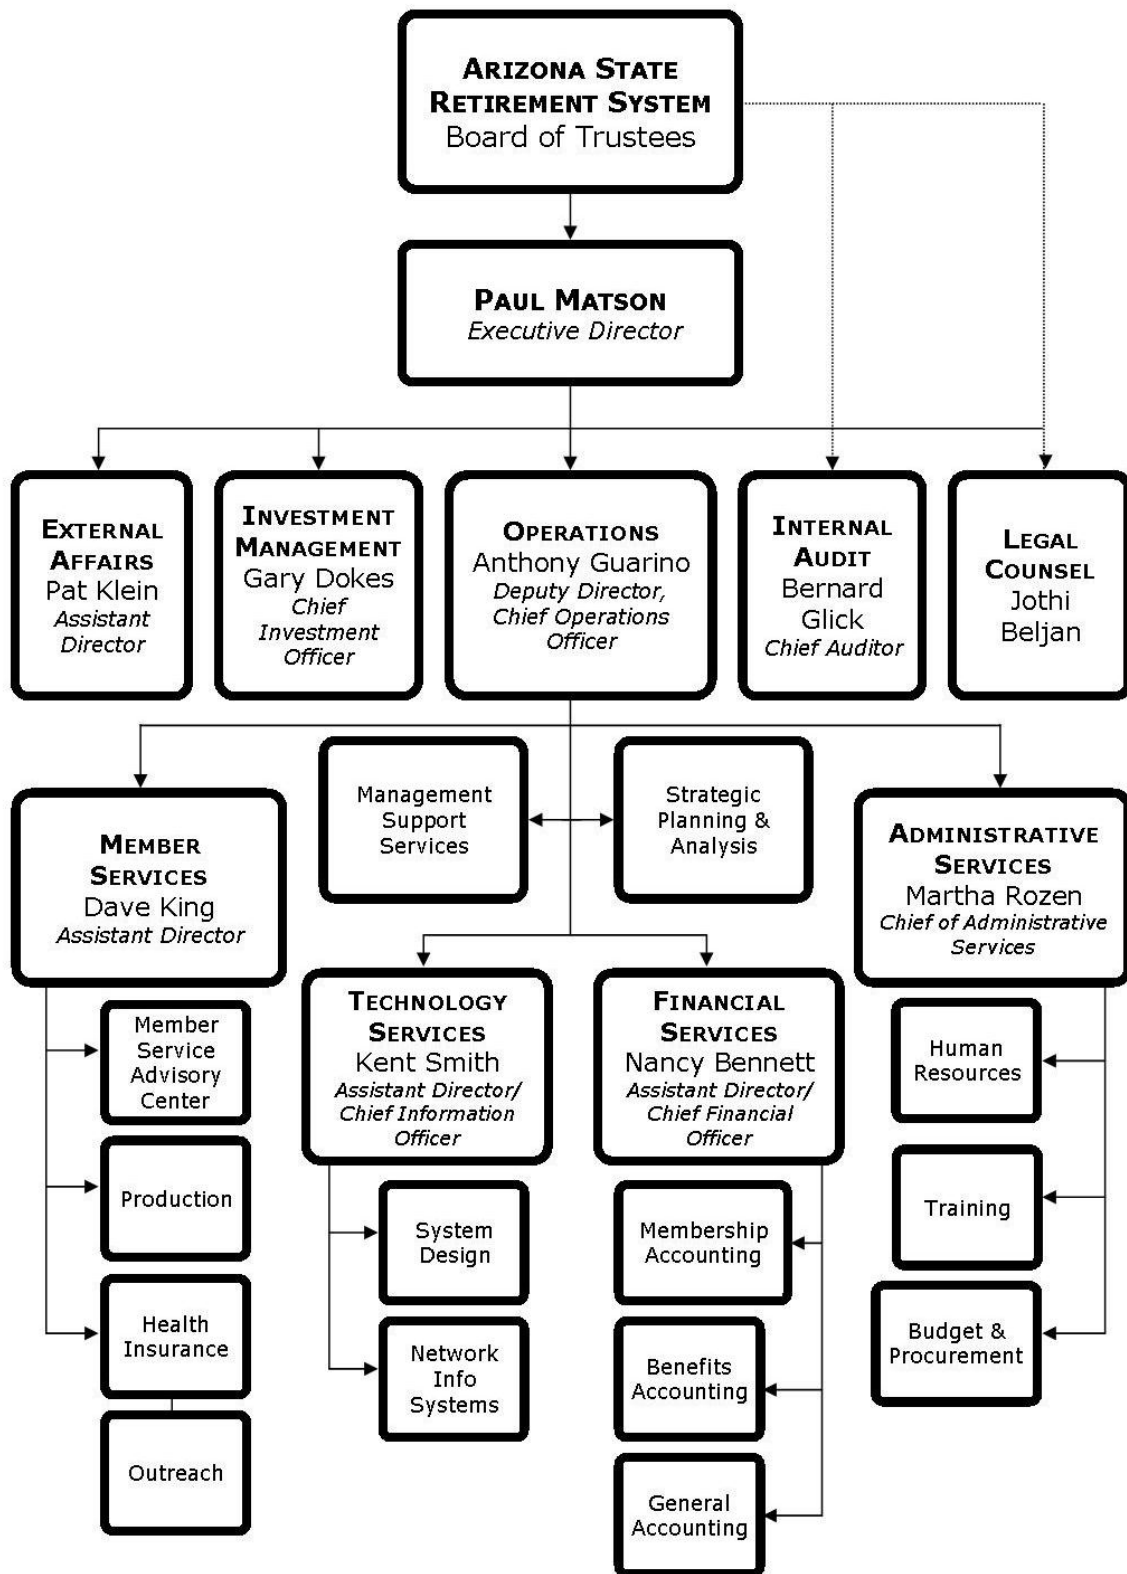 ARIZONA STATE
RETIREMENT SYSTEM
Board of Trustees
PAUL MATSON
Executive Director
EXTERNAL
AFFAIRS
Pat Klein
Assistant
Director
INVESTMENT
MANAGEMENT
Gary Dokes
Chief
Investment
Officer
OPERATIONS
Anthony Guarino
Deputy Director,
Chief Operations
Officer
INTERNAL
AUDIT
Bernard
Glick
Chief Auditor
LEGAL
COUNSEL
Jothi
Beljan
MEMBER
SERVICES
Dave King
Assistant Director
Management
Support
Services
Strategic
Planning &
Analysis
ADMINISTRATIVE
SERVICES
Martha Rozen
Chief of Administrative
Services
Member
Service
Advisory
Center
Production
Health
Insurance
Outreach
TECHNOLOGY
SERVICES
Kent Smith
Assistant Director/
Chief Information
Officer
System
Design
Network
Info
Systems
FINANCIAL
SERVICES
Nancy Bennett
Assistant Director/
Chief Financial
Officer
Membership
Accounting
Benefits
Accounting
General
Accounting
Human
Resources
Training
Budget &
Procurement